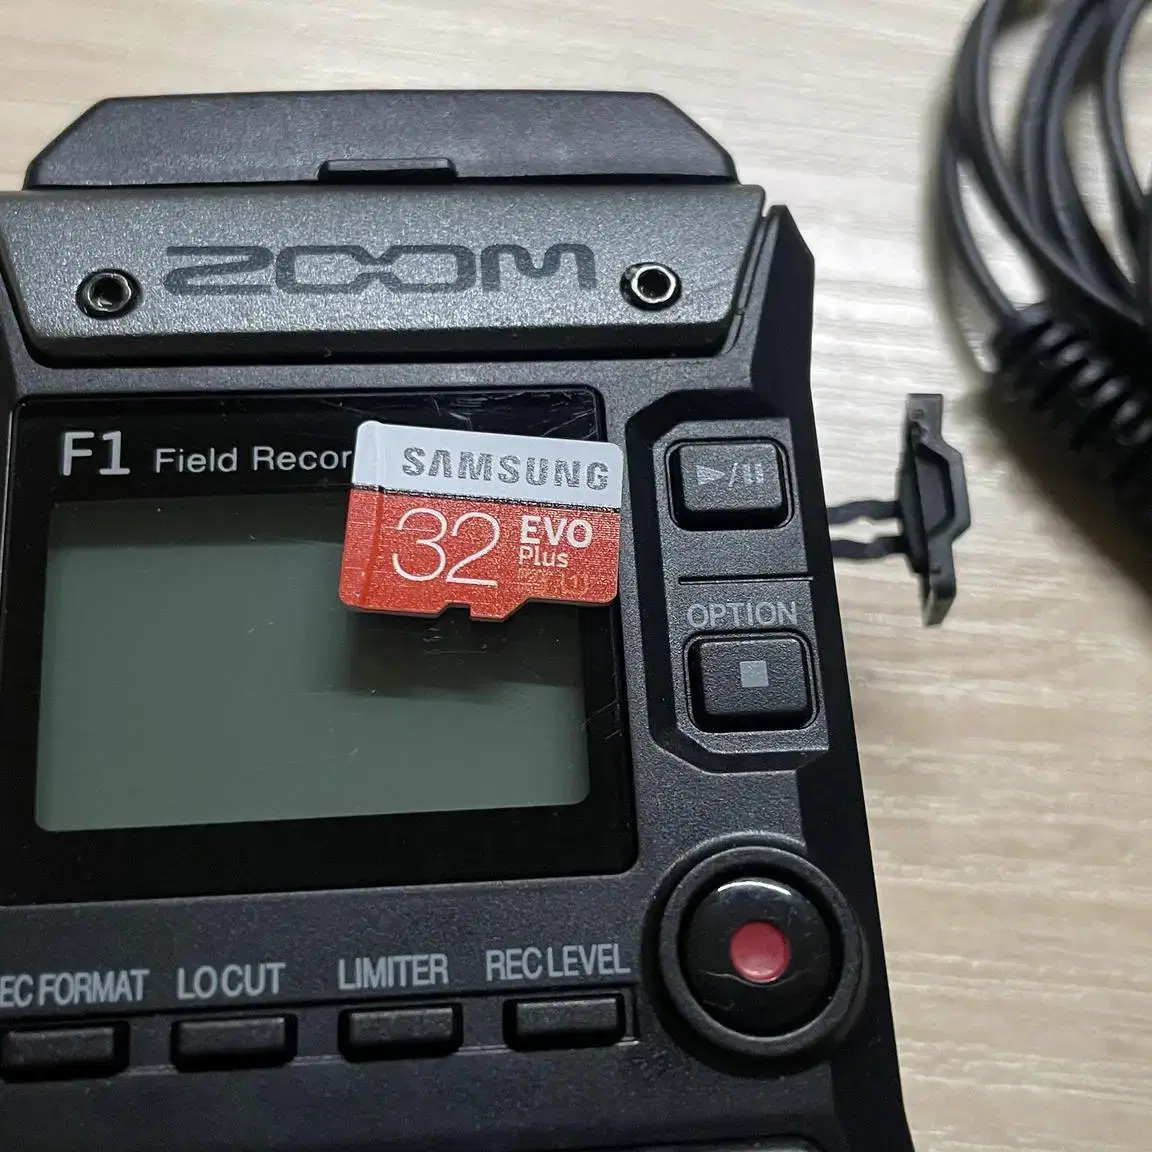 ZOOM
F1 Field Recor
SAMSUNG
32 EVO
Plus
OPTION
EC FORMAT LO CUT LIMITER REC LEVEL